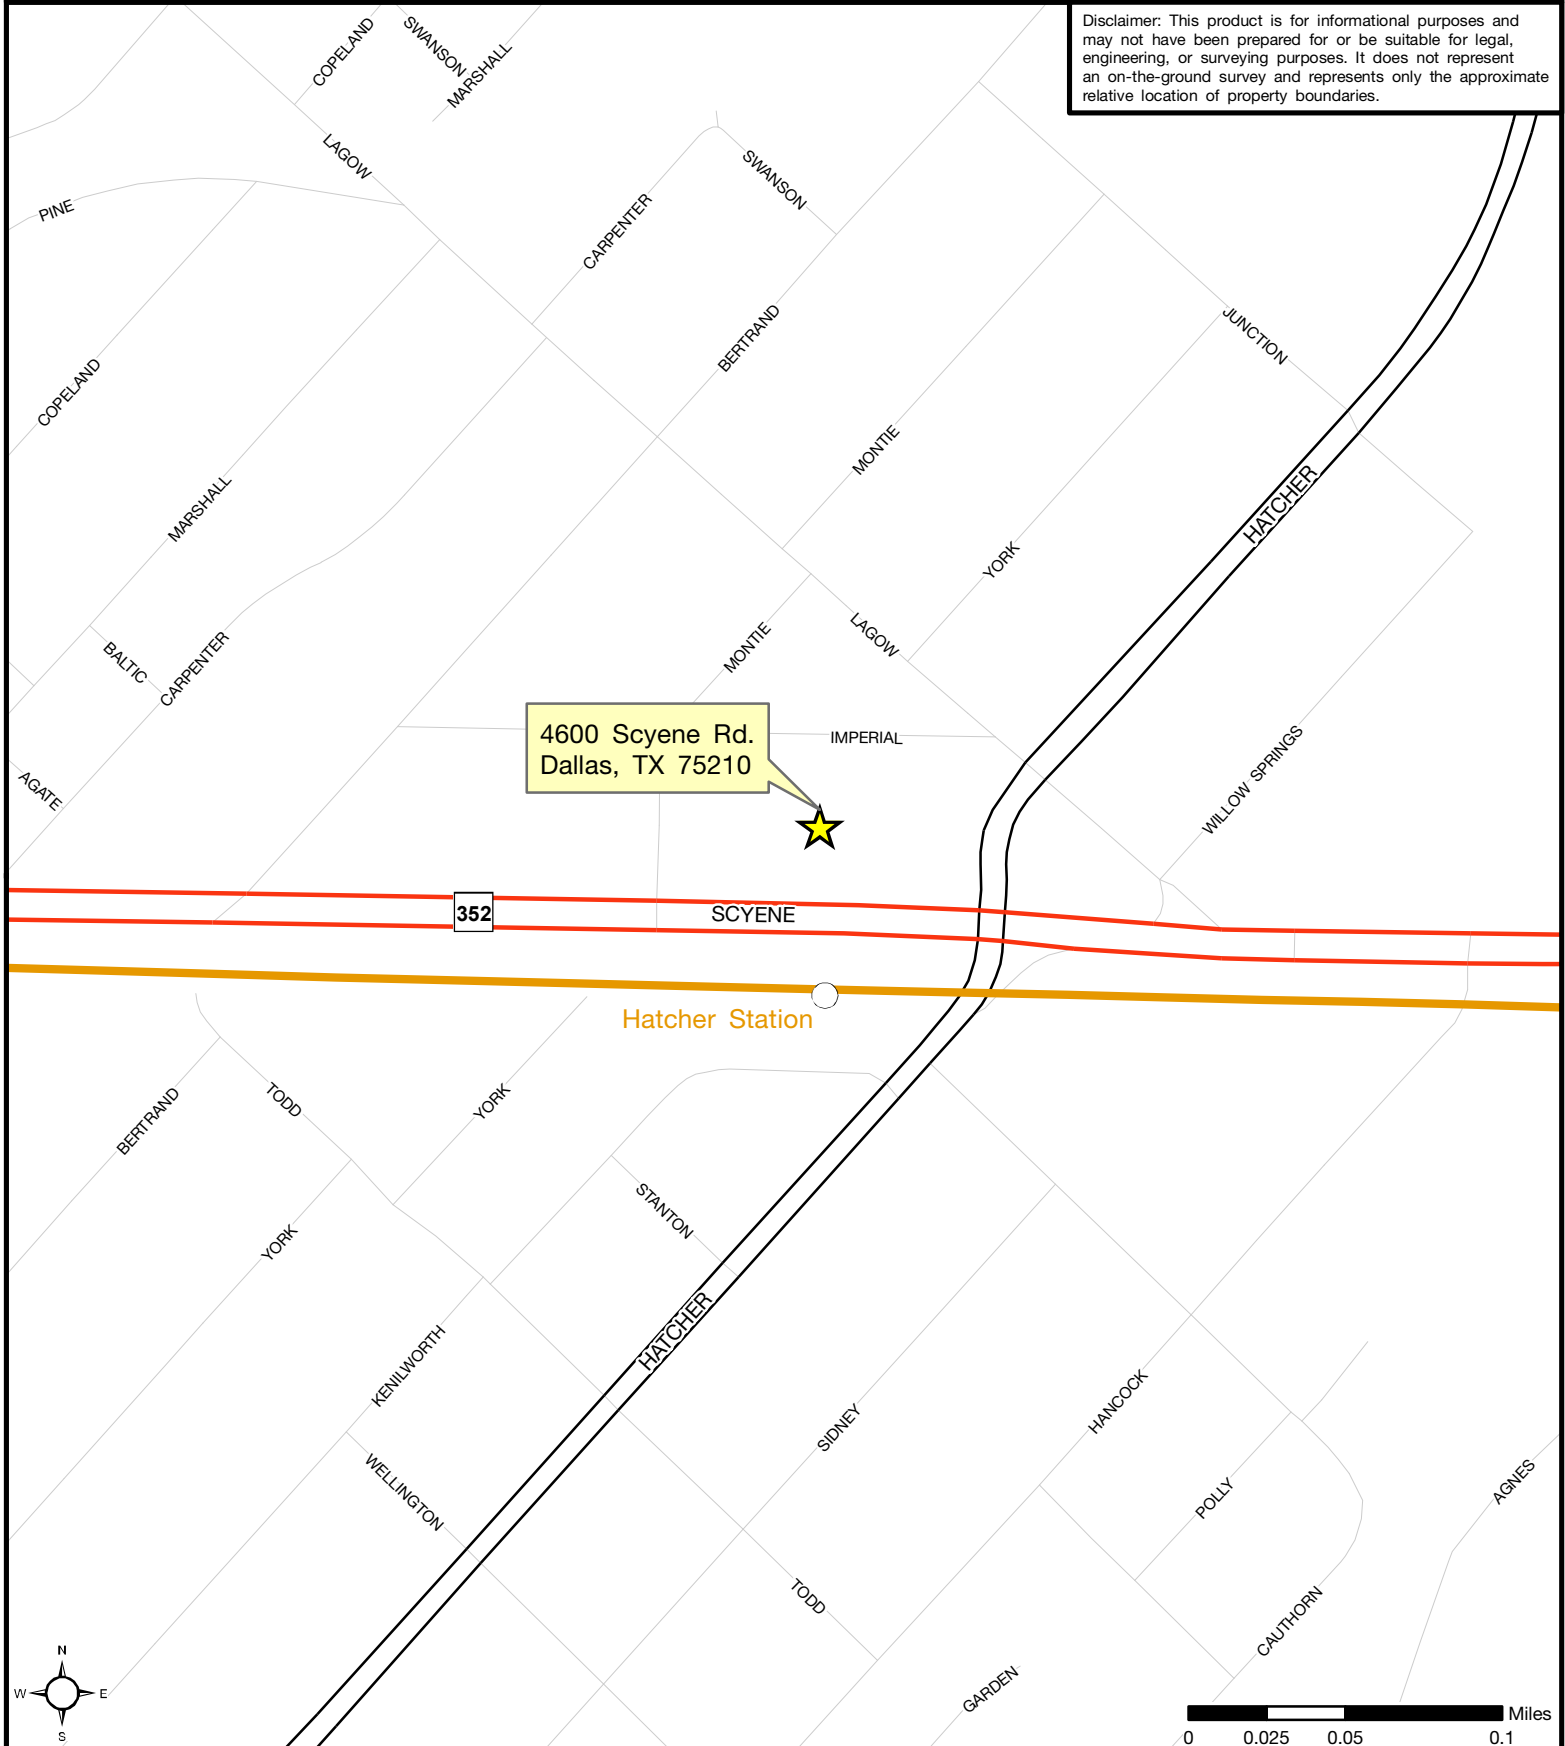 Disclaimer: This product is for informational purposes and
may not have been prepared for or be suitable for legal,
engineering, or surveying purposes. It does not represent
an on-the-ground survey and represents only the approximate
relative location of property boundaries.
COPELAND
SWANSON
MARSHALL
LAGOW
SWANSON
PINE
CARPENTER
BERTRAND
JUNCTION
COPELAND
MONTIE
MARSHALL
HATCHER
YORK
LAGOW
MONTIE
BALTIC
CARPENTER
4600 Scyene Rd.
Dallas, TX 75210
IMPERIAL
WILLOW SPRINGS
AGATE
352
SCYENE
Hatcher Station
TODD
YORK
BERTRAND
STANTON
YORK
HATCHER
KENILWORTH
HANCOCK
SIDNEY
WELLINGTON
POLLY
AGNES
TODD
CAUTHORN
GARDEN
N
W E
S
Miles
0 0.025 0.05 0.1